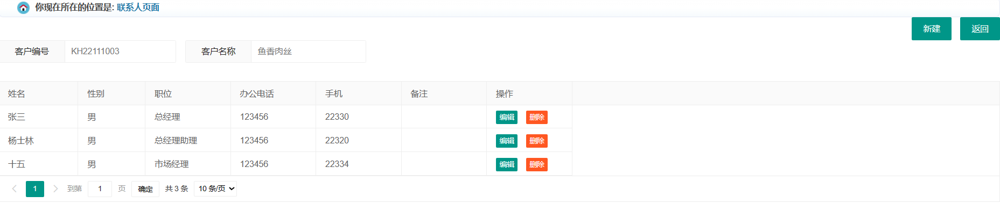 你现在所在的位置是: 联系人页面
新建 返回
客户编号 KH22111003 客户名称 鱼香肉丝
姓名 性别 职位 办公电话 手机 备注 操作
张三 男 总经理 123456 22330 编辑 删除
杨士林 男 总经理助理 123456 22320 编辑 删除
十五 男 市场经理 123456 22334 编辑 删除
1 到第 1 页 确定 共 3 条 10 条/页